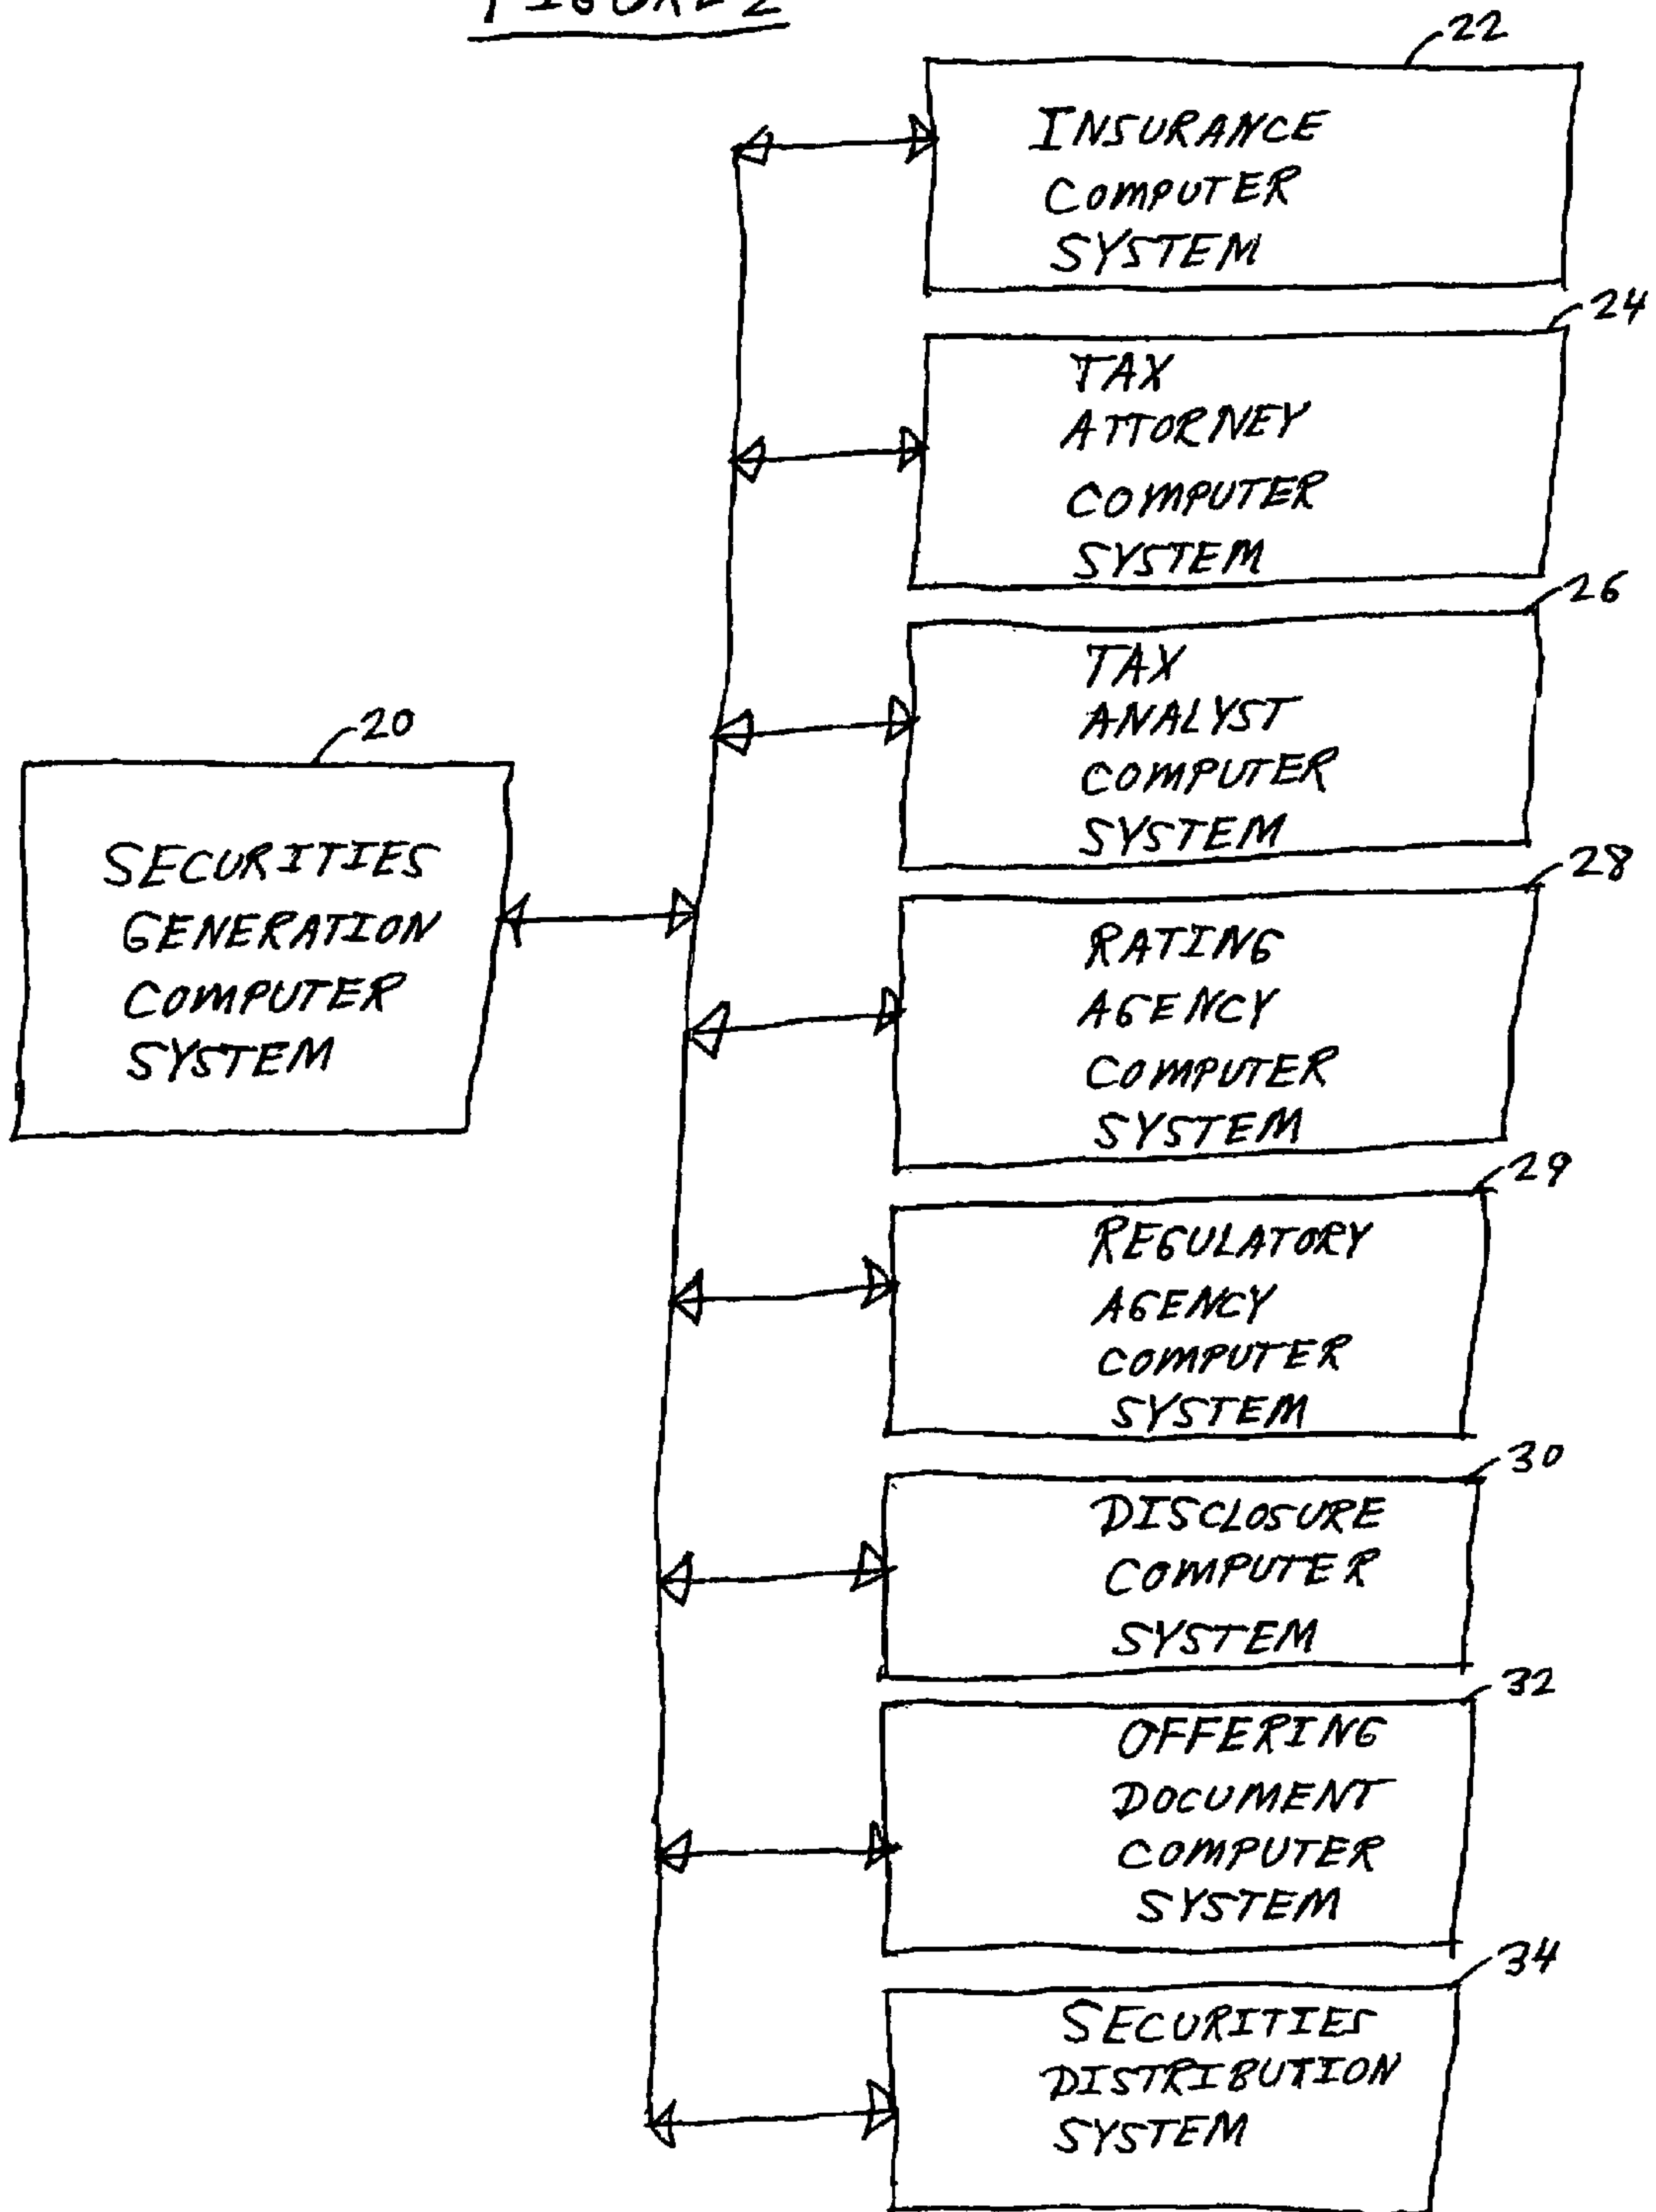 FIGURE 2
22
INSURANCE
COMPUTER
SYSTEM
24
TAX
ATTORNEY
COMPUTER
SYSTEM
26
TAX
ANALYST
COMPUTER
SYSTEM
20
SECURITIES
GENERATION
COMPUTER
SYSTEM
28
RATING
AGENCY
COMPUTER
SYSTEM
29
REGULATORY
AGENCY
COMPUTER
SYSTEM
30
DISCLOSURE
COMPUTER
SYSTEM
32
OFFERING
DOCUMENT
COMPUTER
SYSTEM
34
SECURITIES
DISTRIBUTION
SYSTEM